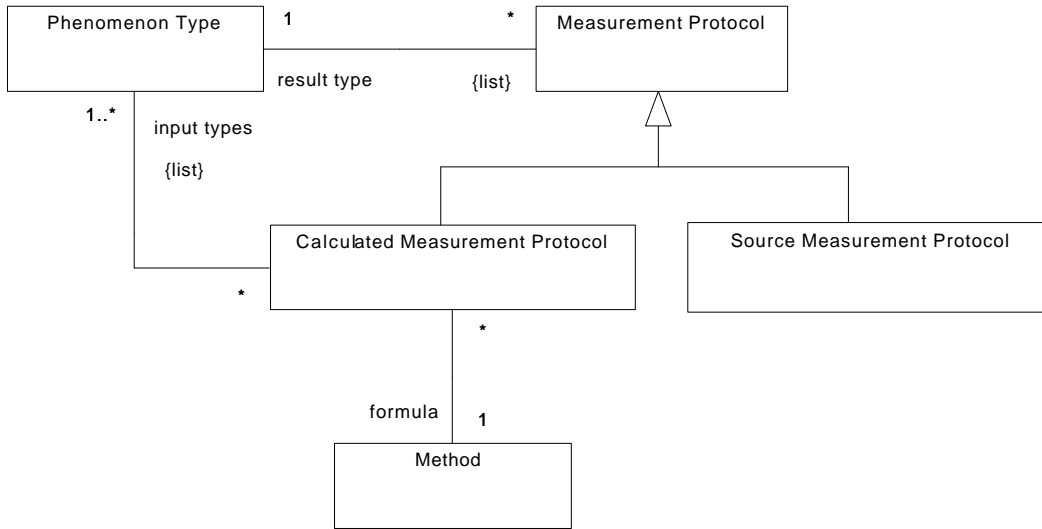 Phenomenon Type
1
*
Measurement Protocol
result type
{list}
1..*
input types
{list}
Calculated Measurement Protocol
Source Measurement Protocol
*
*
formula
1
Method